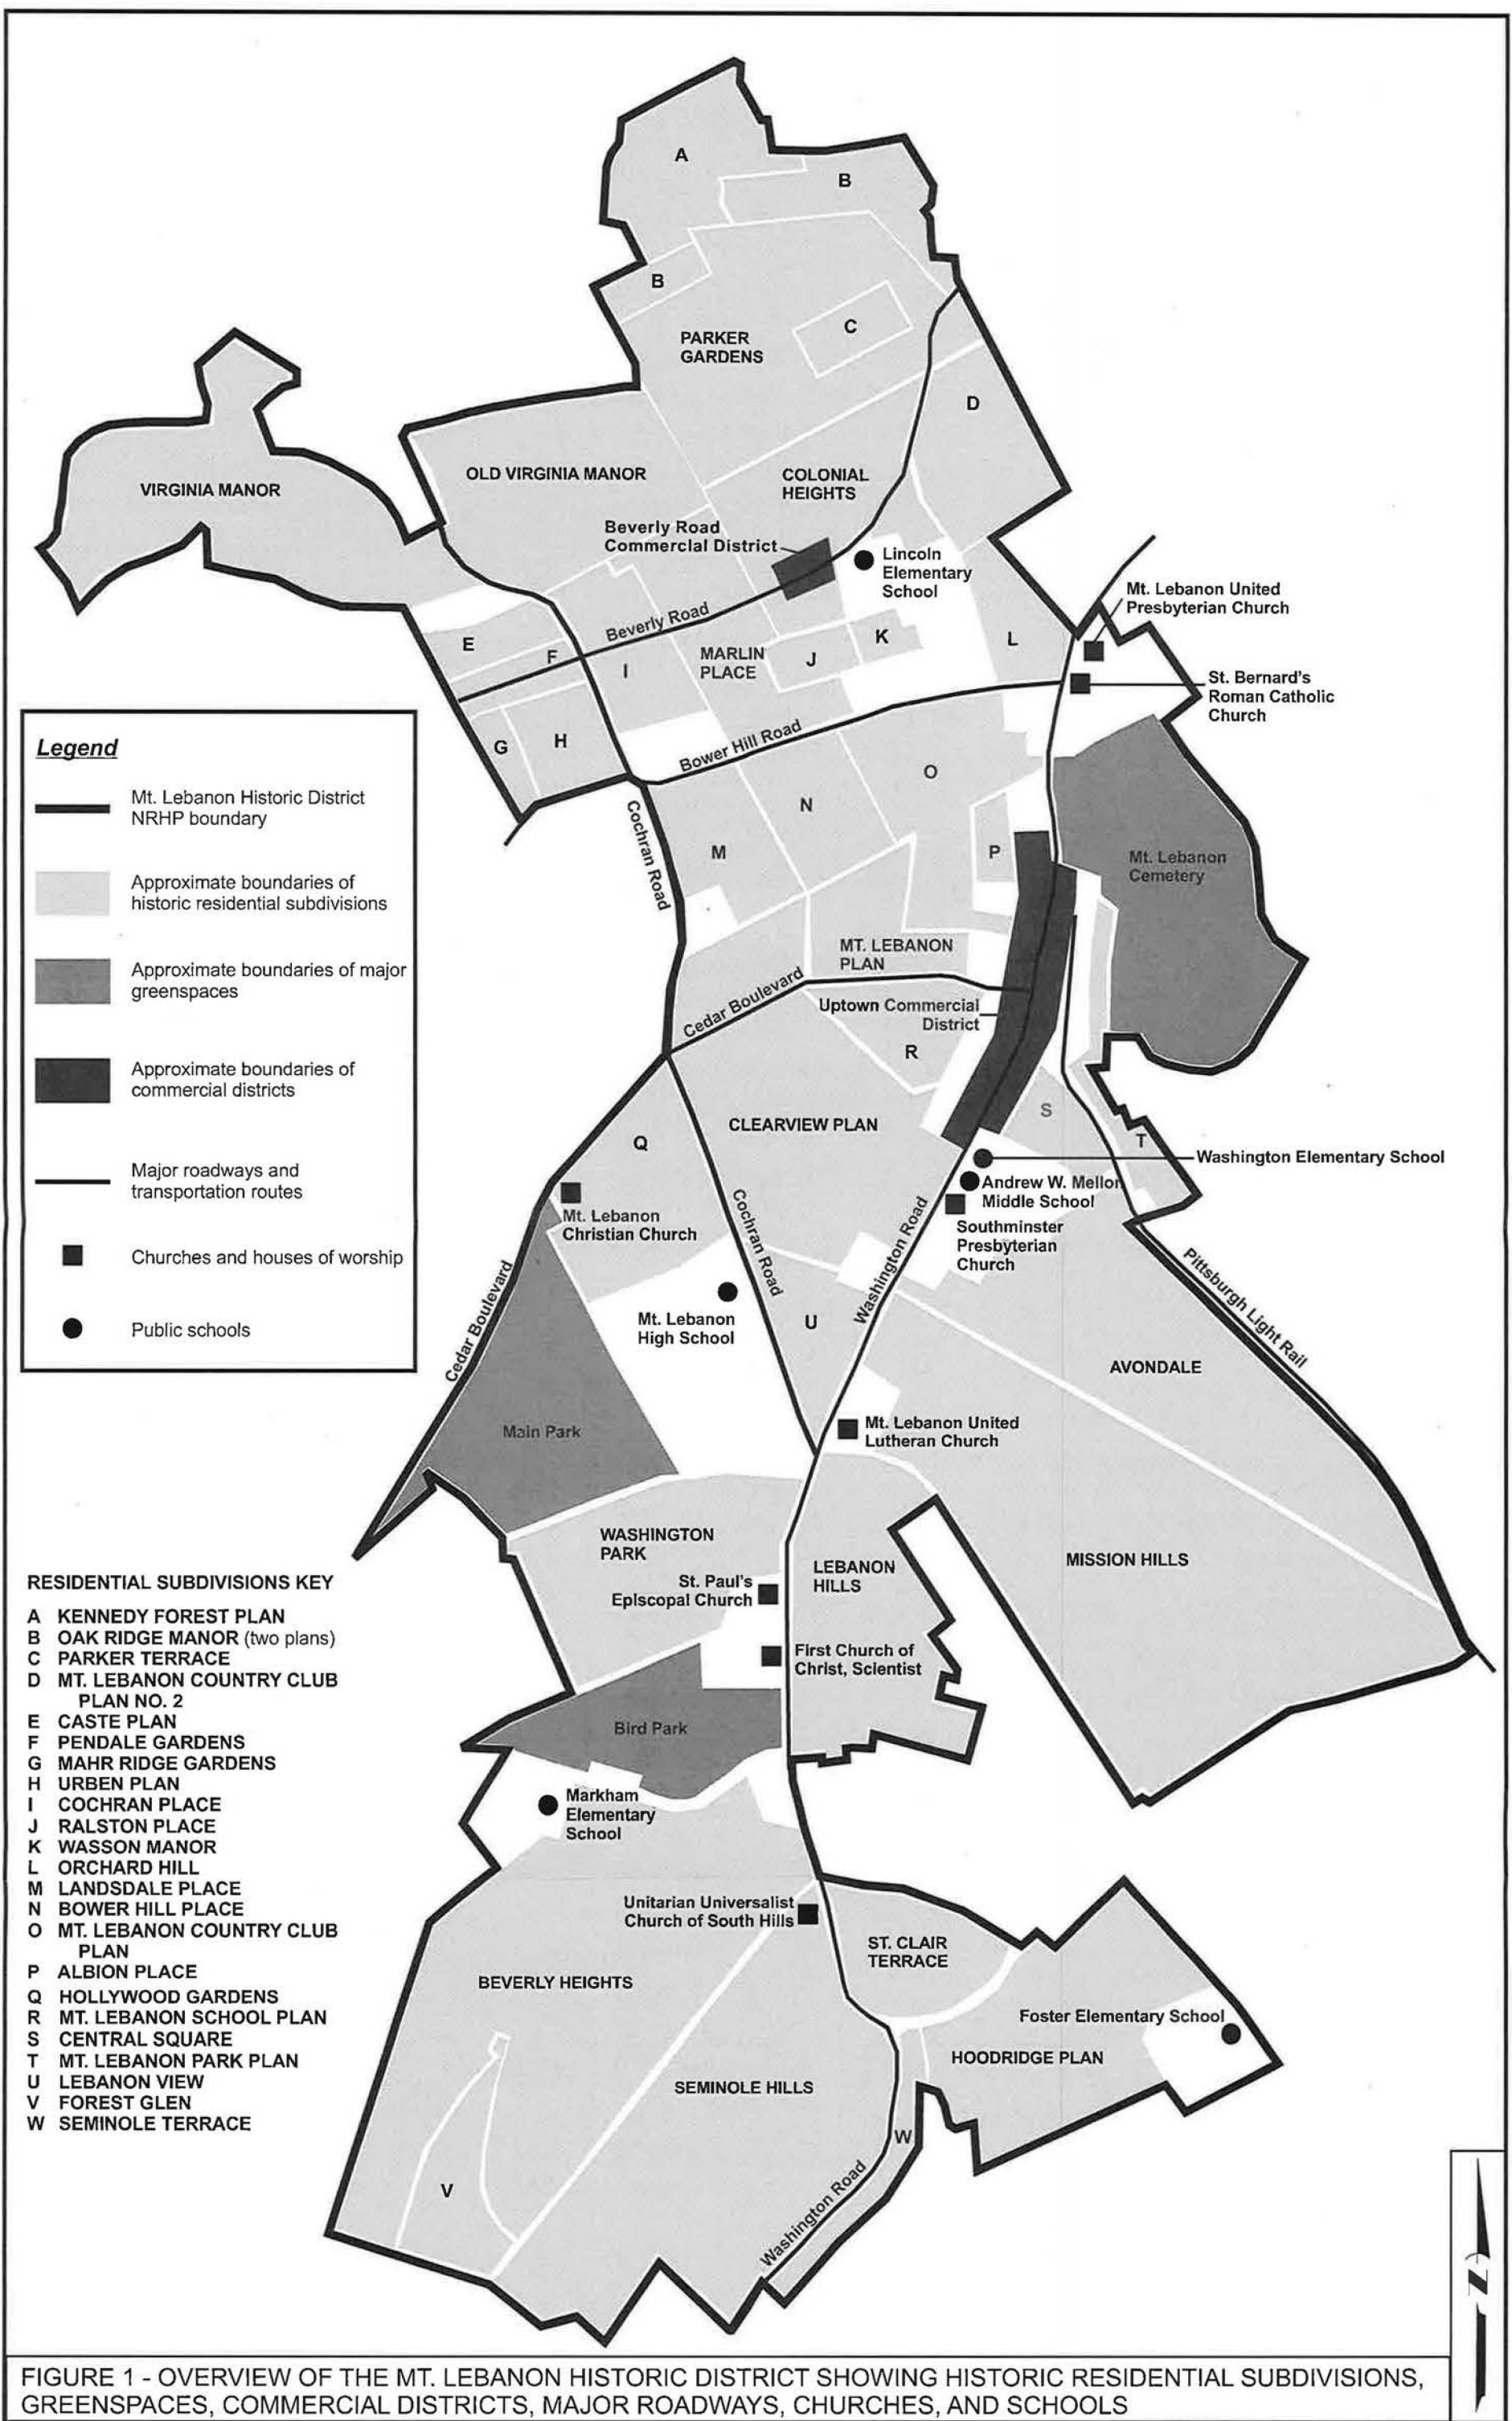 A
B
B
C
PARKER
GARDENS
D
VIRGINIA MANOR
OLD VIRGINIA MANOR
COLONIAL
HEIGHTS
Beverly Road
Commercial District
Lincoln
Elementary
School
Mt. Lebanon United
Presbyterian Church
Beverly Road
E
F
I
MARLIN
PLACE
J
K
L
St. Bernard's
Roman Catholic
Church
G
H
Bower Hill Road
O
N
M
P
Cochran Road
Mt. Lebanon
Cemetery
MT. LEBANON
PLAN
Cedar Boulevard
Uptown Commercial
District
R
CLEARVIEW PLAN
S
T
Q
Washington Elementary School
Andrew W. Mellon
Middle School
Mt. Lebanon
Christian Church
Southminster
Presbyterian
Church
Cochran Road
Washington Road
Pittsburgh Light Rail
Cedar Boulevard
Mt. Lebanon
High School
U
AVONDALE
Main Park
Mt. Lebanon United
Lutheran Church
WASHINGTON
PARK
LEBANON
HILLS
MISSION HILLS
St. Paul's
Episcopal Church
First Church of
Christ, Scientist
Bird Park
Markham
Elementary
School
Unitarian Universalist
Church of South Hills
ST. CLAIR
TERRACE
BEVERLY HEIGHTS
Foster Elementary School
HOODRIDGE PLAN
SEMINOLE HILLS
W
V
Washington Road
Legend
Mt. Lebanon Historic District
NRHP boundary
Approximate boundaries of
historic residential subdivisions
Approximate boundaries of major
greenspaces
Approximate boundaries of
commercial districts
Major roadways and
transportation routes
Churches and houses of worship
Public schools
RESIDENTIAL SUBDIVISIONS KEY
A KENNEDY FOREST PLAN
B OAK RIDGE MANOR (two plans)
C PARKER TERRACE
D MT. LEBANON COUNTRY CLUB
PLAN NO. 2
E CASTE PLAN
F PENDALE GARDENS
G MAHR RIDGE GARDENS
H URBEN PLAN
I COCHRAN PLACE
J RALSTON PLACE
K WASSON MANOR
L ORCHARD HILL
M LANDSDALE PLACE
N BOWER HILL PLACE
O MT. LEBANON COUNTRY CLUB
PLAN
P ALBION PLACE
Q HOLLYWOOD GARDENS
R MT. LEBANON SCHOOL PLAN
S CENTRAL SQUARE
T MT. LEBANON PARK PLAN
U LEBANON VIEW
V FOREST GLEN
W SEMINOLE TERRACE
N
FIGURE 1 - OVERVIEW OF THE MT. LEBANON HISTORIC DISTRICT SHOWING HISTORIC RESIDENTIAL SUBDIVISIONS,
GREENSPACES, COMMERCIAL DISTRICTS, MAJOR ROADWAYS, CHURCHES, AND SCHOOLS